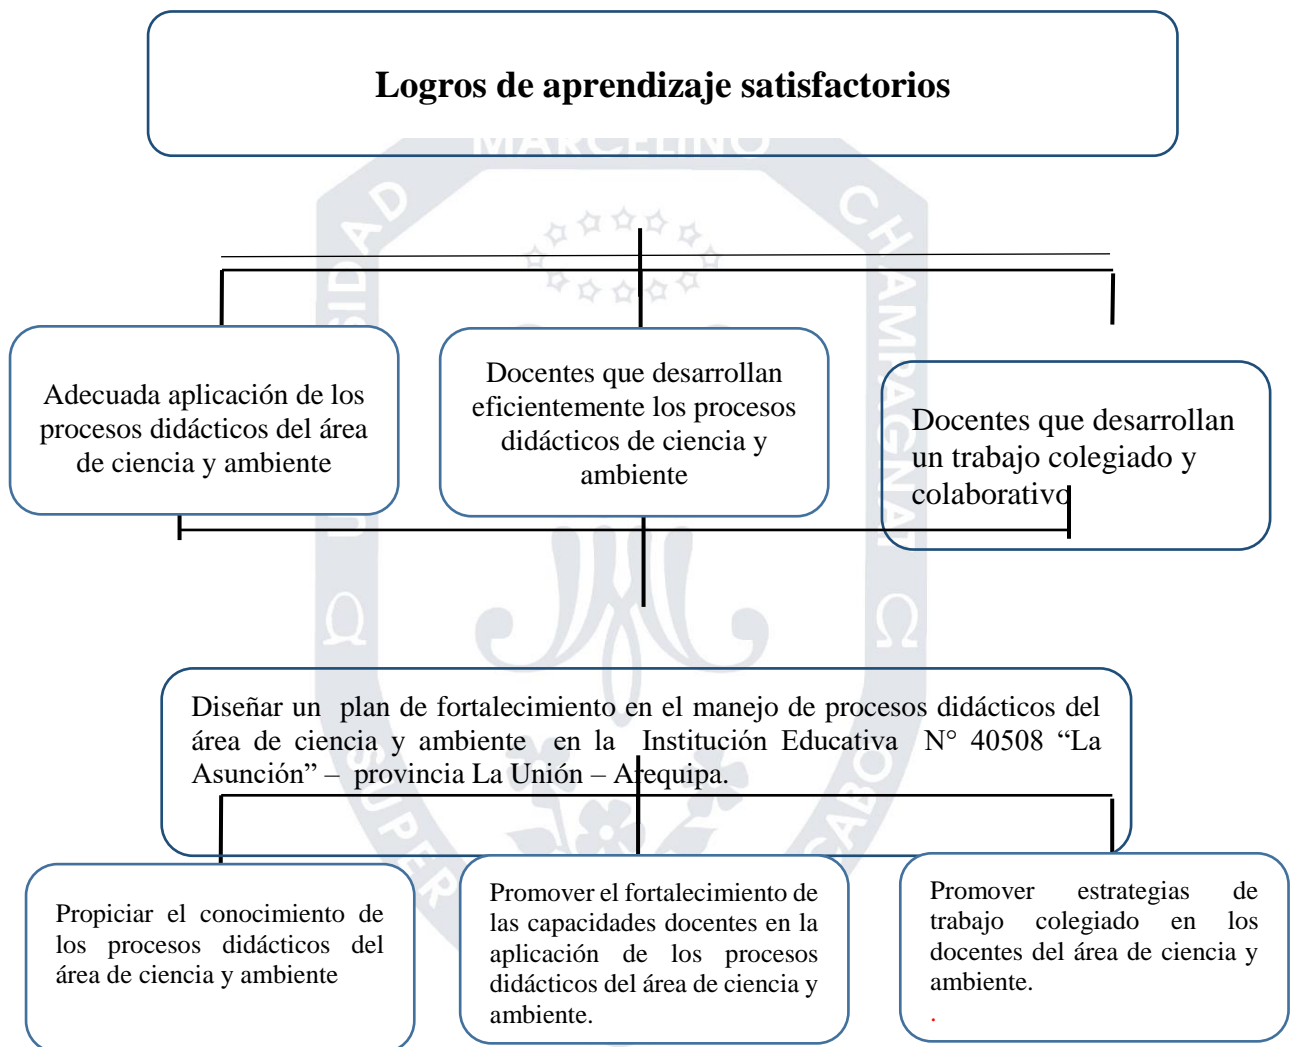 Logros de aprendizaje satisfactorios
MARCELINO
CHAMPAGNAT
Adecuada aplicación de los
procesos didácticos del área
de ciencia y ambiente
Docentes que desarrollan
eficientemente los procesos
didácticos de ciencia y
ambiente
Docentes que desarrollan
un trabajo colegiado y
colaborativo
Diseñar un plan de fortalecimiento en el manejo de procesos didácticos del
área de ciencia y ambiente en la Institución Educativa N° 40508 “La
Asunción” – provincia La Unión – Arequipa.
Propiciar el conocimiento de
los procesos didácticos del
área de ciencia y ambiente
Promover el fortalecimiento de
las capacidades docentes en la
aplicación de los procesos
didácticos del área de ciencia y
ambiente.
Promover estrategias de
trabajo colegiado en los
docentes del área de ciencia y
ambiente.
.